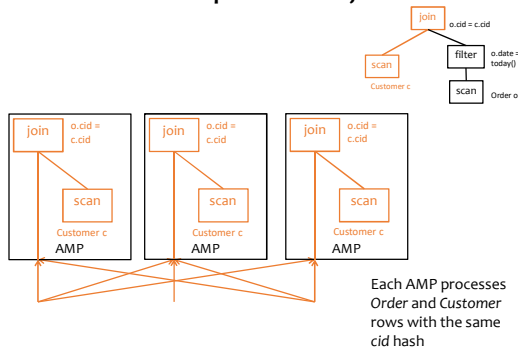 join
o.cid = c.cid
scan
Customer c
filter
o.date =
today()
scan
Order o
join
o.cid =
c.cid
scan
Customer c
AMP
join
o.cid =
c.cid
scan
Customer c
AMP
join
o.cid =
c.cid
scan
Customer c
AMP
Each AMP processes
Order and Customer
rows with the same
cid hash